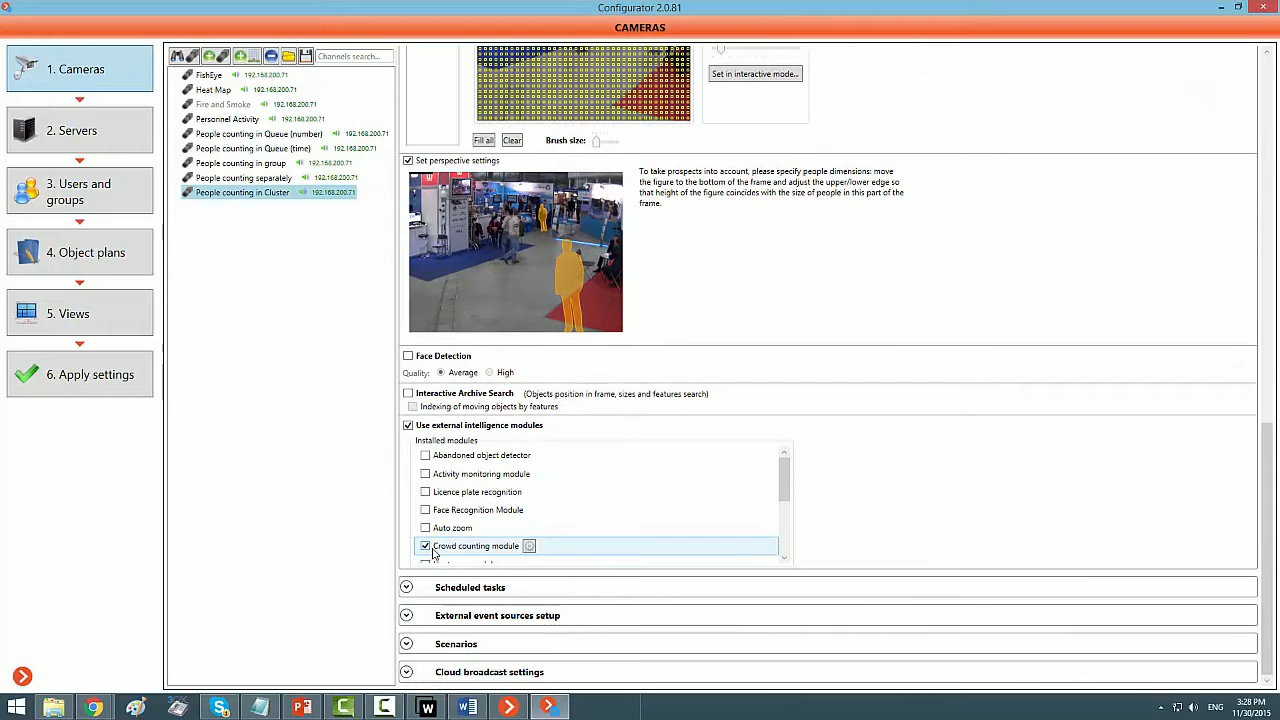 Configurator 2.0.81
CAMERAS
1. Cameras
2. Servers
3. Users and
groups
4. Object plans
5. Views
6. Apply settings
Channels search...
FishEye 192.168.200.71
Heat Map 192.168.200.71
Fire and Smoke 192.168.200.71
Personnel Activity 192.168.200.71
People counting in Queue (number) 192.168.200.71
People counting in Queue (time) 192.168.200.71
People counting in group 192.168.200.71
People counting separately 192.168.200.71
People counting in Cluster 192.168.200.71
Set in interactive mode...
Fill all Clear Brush size:
Set perspective settings
To take prospects into account, please specify people dimensions: move
the figure to the bottom of the frame and adjust the upper/lower edge so
that height of the figure coincides with the size of people in this part of the
frame.
Face Detection
Quality: Average High
Interactive Archive Search (Objects position in frame, sizes and features search)
Indexing of moving objects by features
Use external intelligence modules
Installed modules
Abandoned object detector
Activity monitoring module
Licence plate recognition
Face Recognition Module
Auto zoom
Crowd counting module
Scheduled tasks
External event sources setup
Scenarios
Cloud broadcast settings
ENG
3:28 PM
11/30/2015